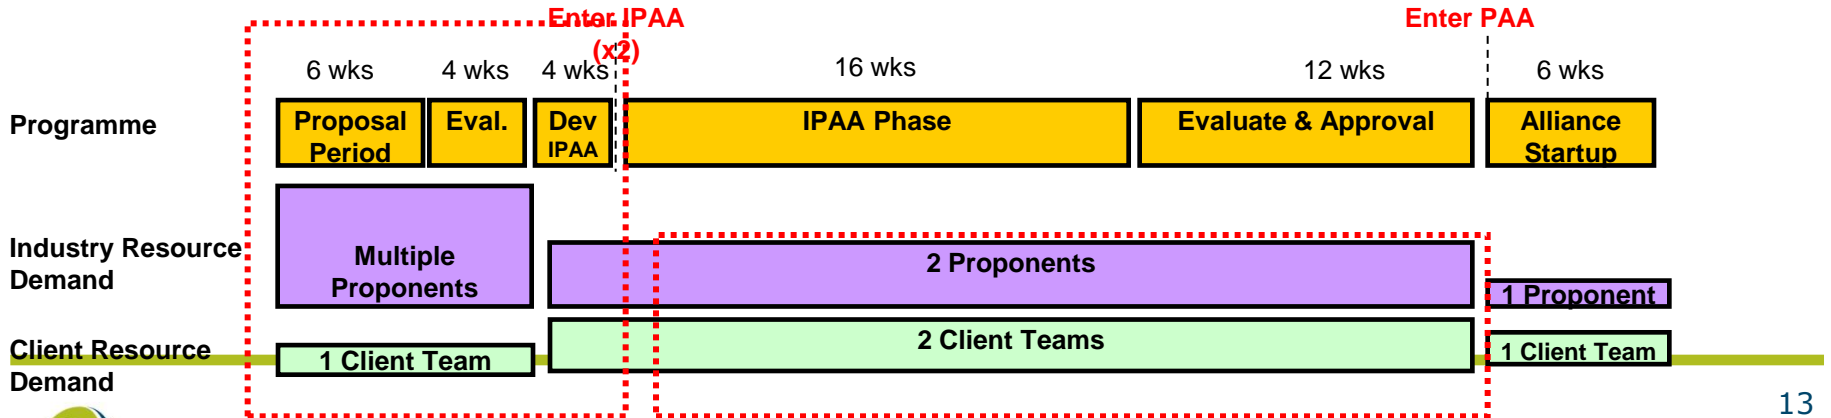 Enter IPAA
(x2)
Enter PAA
6 wks
4 wks
4 wks
16 wks
12 wks
6 wks
Programme
Proposal
Period
Eval.
Dev
IPAA
IPAA Phase
Evaluate & Approval
Alliance
Startup
Industry Resource
Demand
Multiple
Proponents
2 Proponents
1 Proponent
Client Resource
Demand
1 Client Team
2 Client Teams
1 Client Team
13